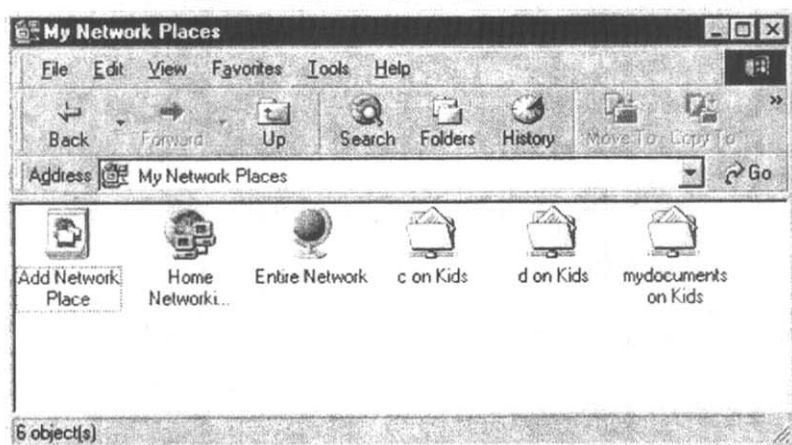 My Network Places
File Edit View Favorites Tools Help
Back Forward Up Search Folders History Move To Copy To »
Address My Network Places Go
Add Network Place
Home Networki...
Entire Network
c on Kids
d on Kids
mydocuments on Kids
6 object(s)